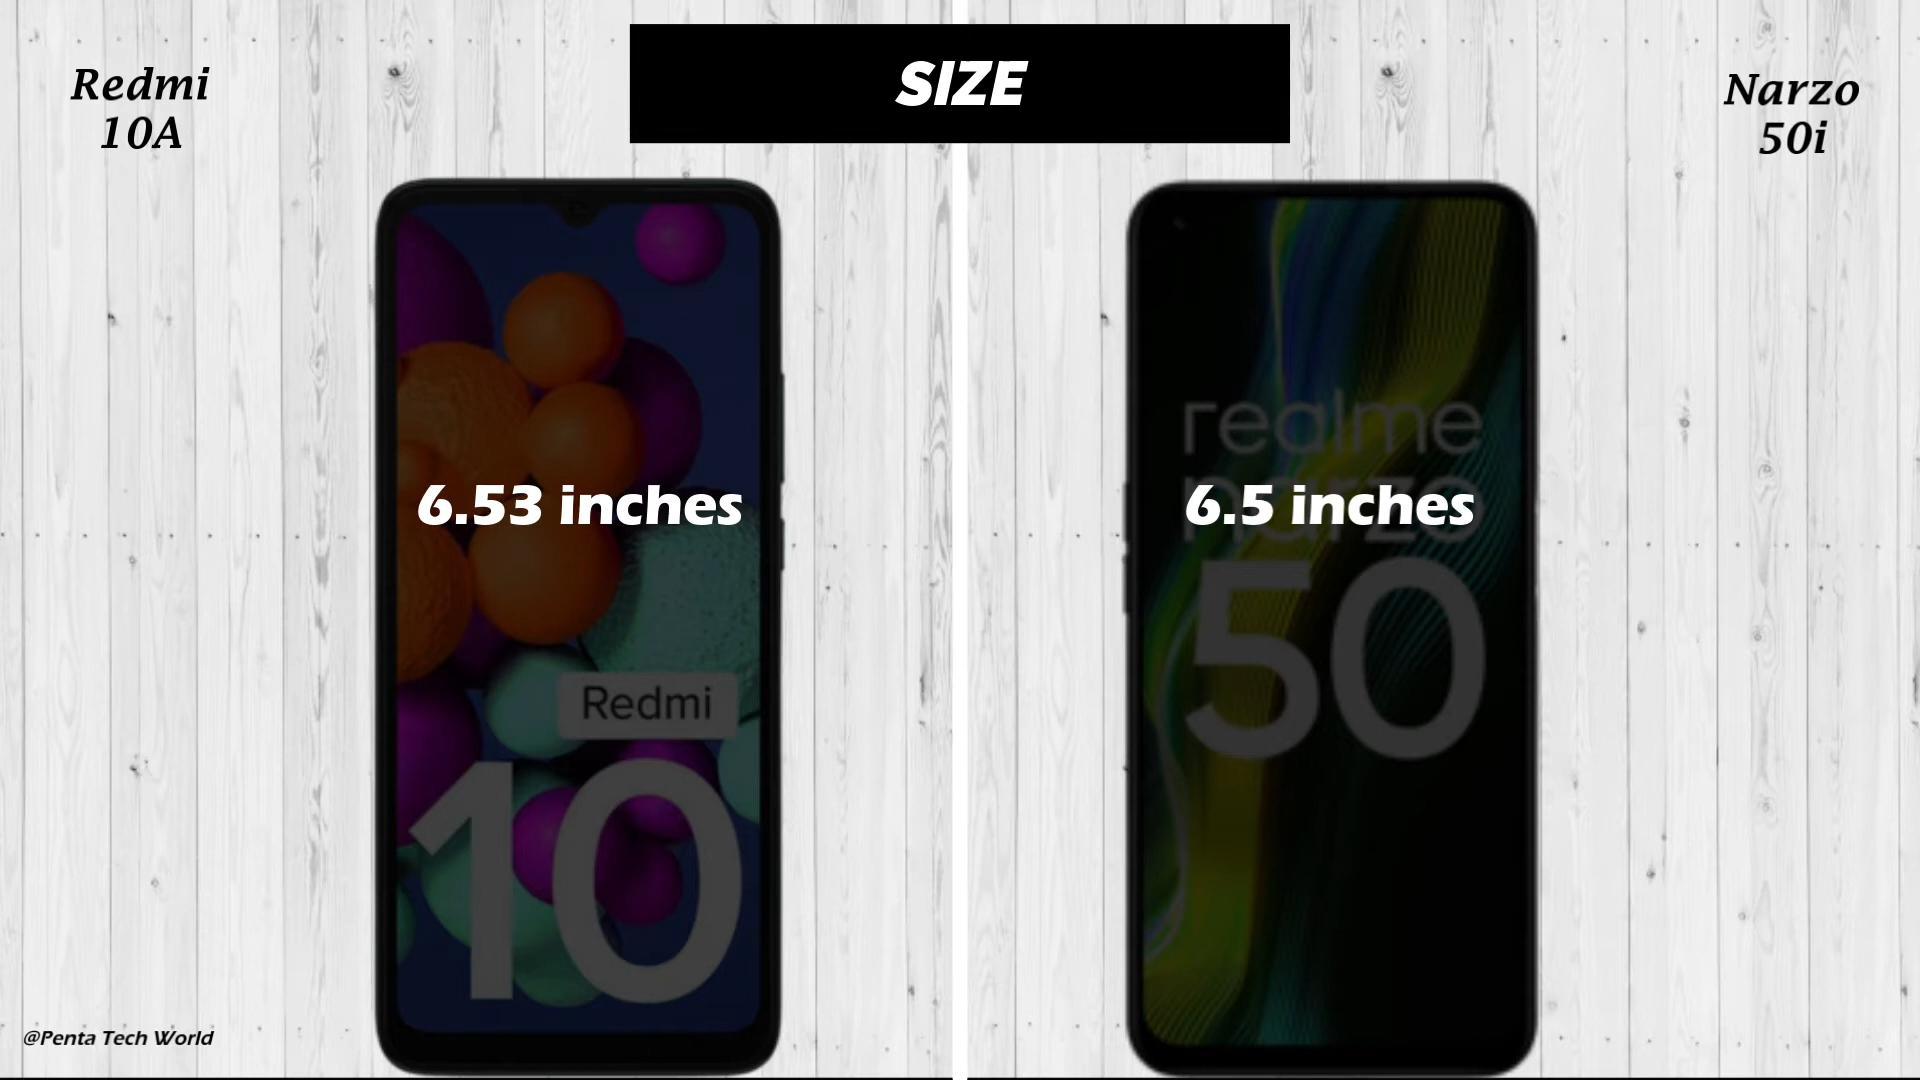 SIZE
Redmi
10A
Narzo
50i
6.53 inches
Redmi
10
realme
narzo
6.5 inches
50
@Penta Tech World